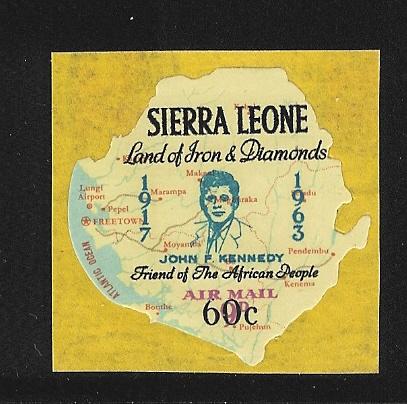 SIERRA LEONE
Land of Iron & Diamonds
Lungi
Airport
Pepel
FREETOWN
ATLANTIC OCEAN
Marampa
Moyamba
Bonthe
Pujehun
Kenema
Pendembu
1917
1963
JOHN F. KENNEDY
Friend of The African People
AIR MAIL
60c